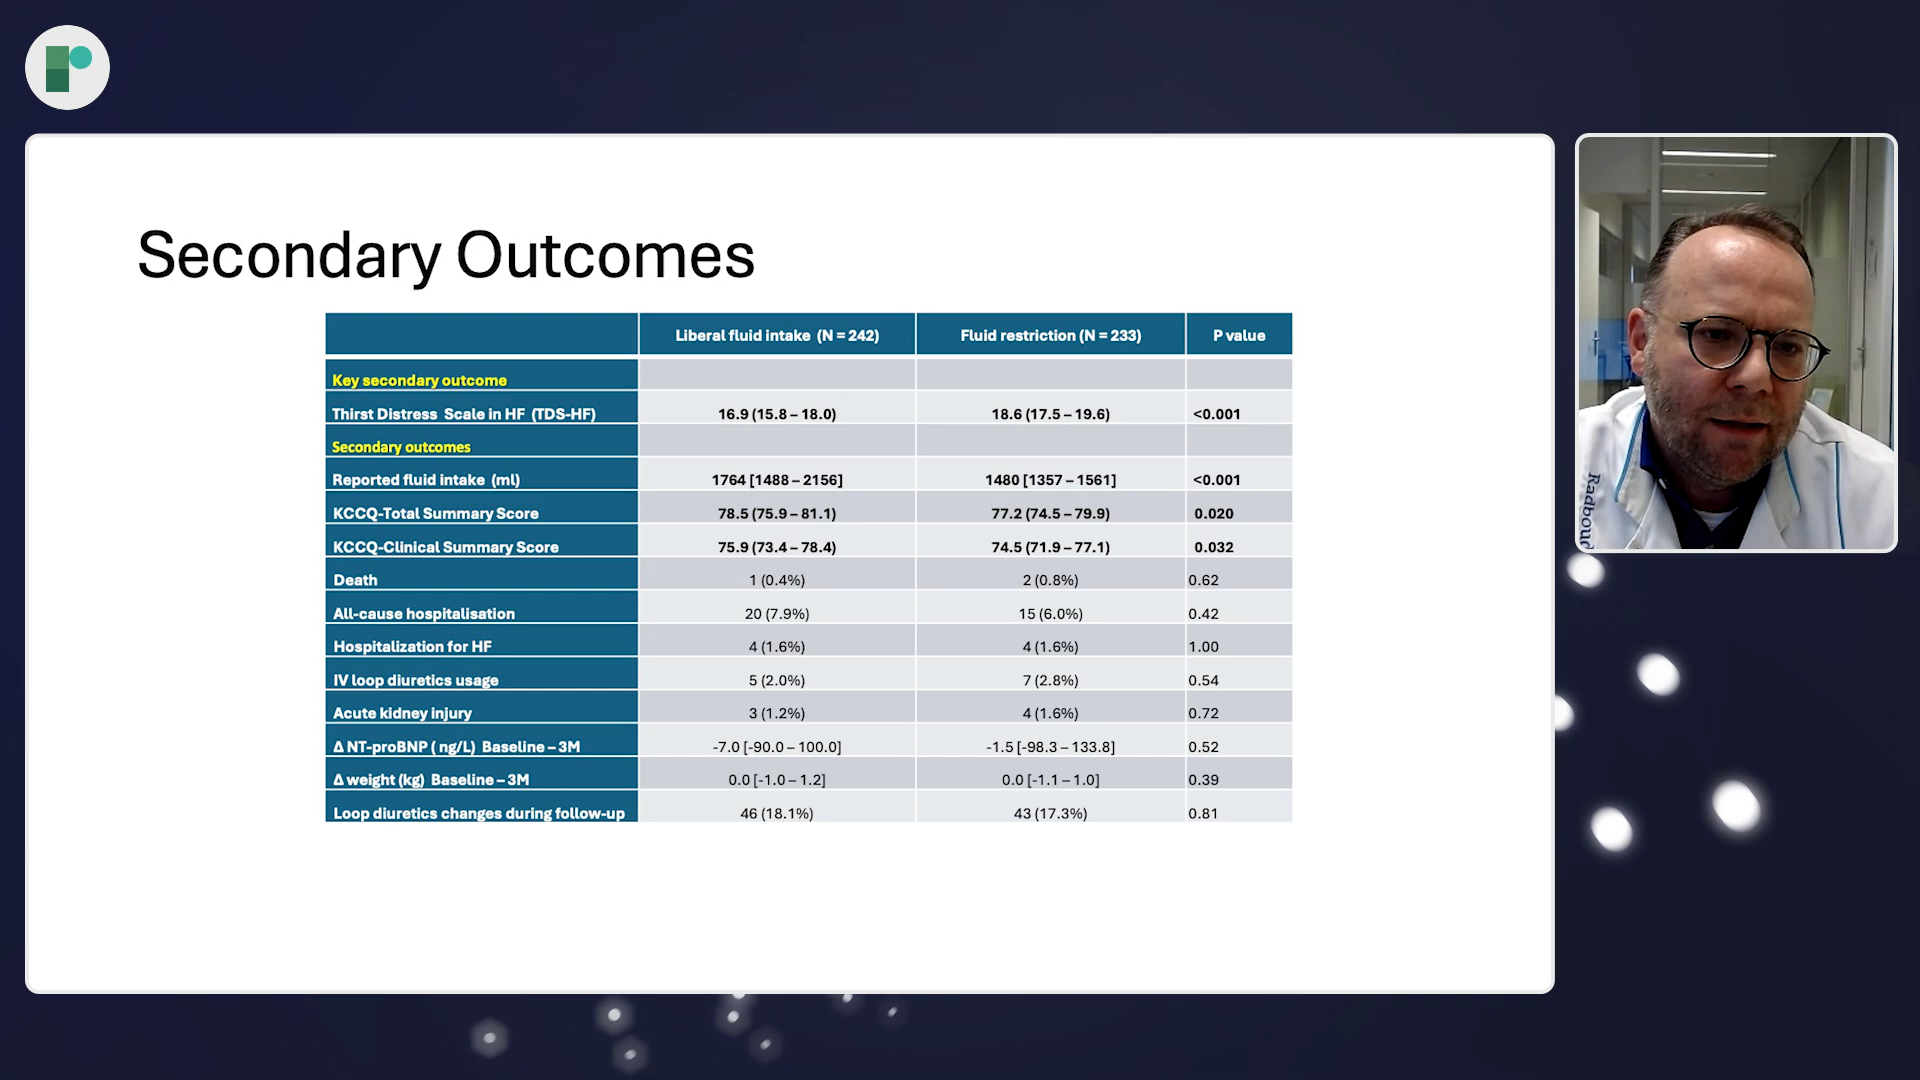 Secondary Outcomes
Liberal fluid intake (N = 242) Fluid restriction (N = 233) P value
Key secondary outcome
Thirst Distress Scale in HF (TDS-HF) 16.9 (15.8 – 18.0) 18.6 (17.5 – 19.6) <0.001
Secondary outcomes
Reported fluid intake (ml) 1764 [1488 – 2156] 1480 [1357 – 1561] <0.001
KCCQ-Total Summary Score 78.5 (75.9 – 81.1) 77.2 (74.5 – 79.9) 0.020
KCCQ-Clinical Summary Score 75.9 (73.4 – 78.4) 74.5 (71.9 – 77.1) 0.032
Death 1 (0.4%) 2 (0.8%) 0.62
All-cause hospitalisation 20 (7.9%) 15 (6.0%) 0.42
Hospitalization for HF 4 (1.6%) 4 (1.6%) 1.00
IV loop diuretics usage 5 (2.0%) 7 (2.8%) 0.54
Acute kidney injury 3 (1.2%) 4 (1.6%) 0.72
Δ NT-proBNP ( ng/L) Baseline – 3M -7.0 [-90.0 – 100.0] -1.5 [-98.3 – 133.8] 0.52
Δ weight (kg) Baseline – 3M 0.0 [-1.0 – 1.2] 0.0 [-1.1 – 1.0] 0.39
Loop diuretics changes during follow-up 46 (18.1%) 43 (17.3%) 0.81
Radboud